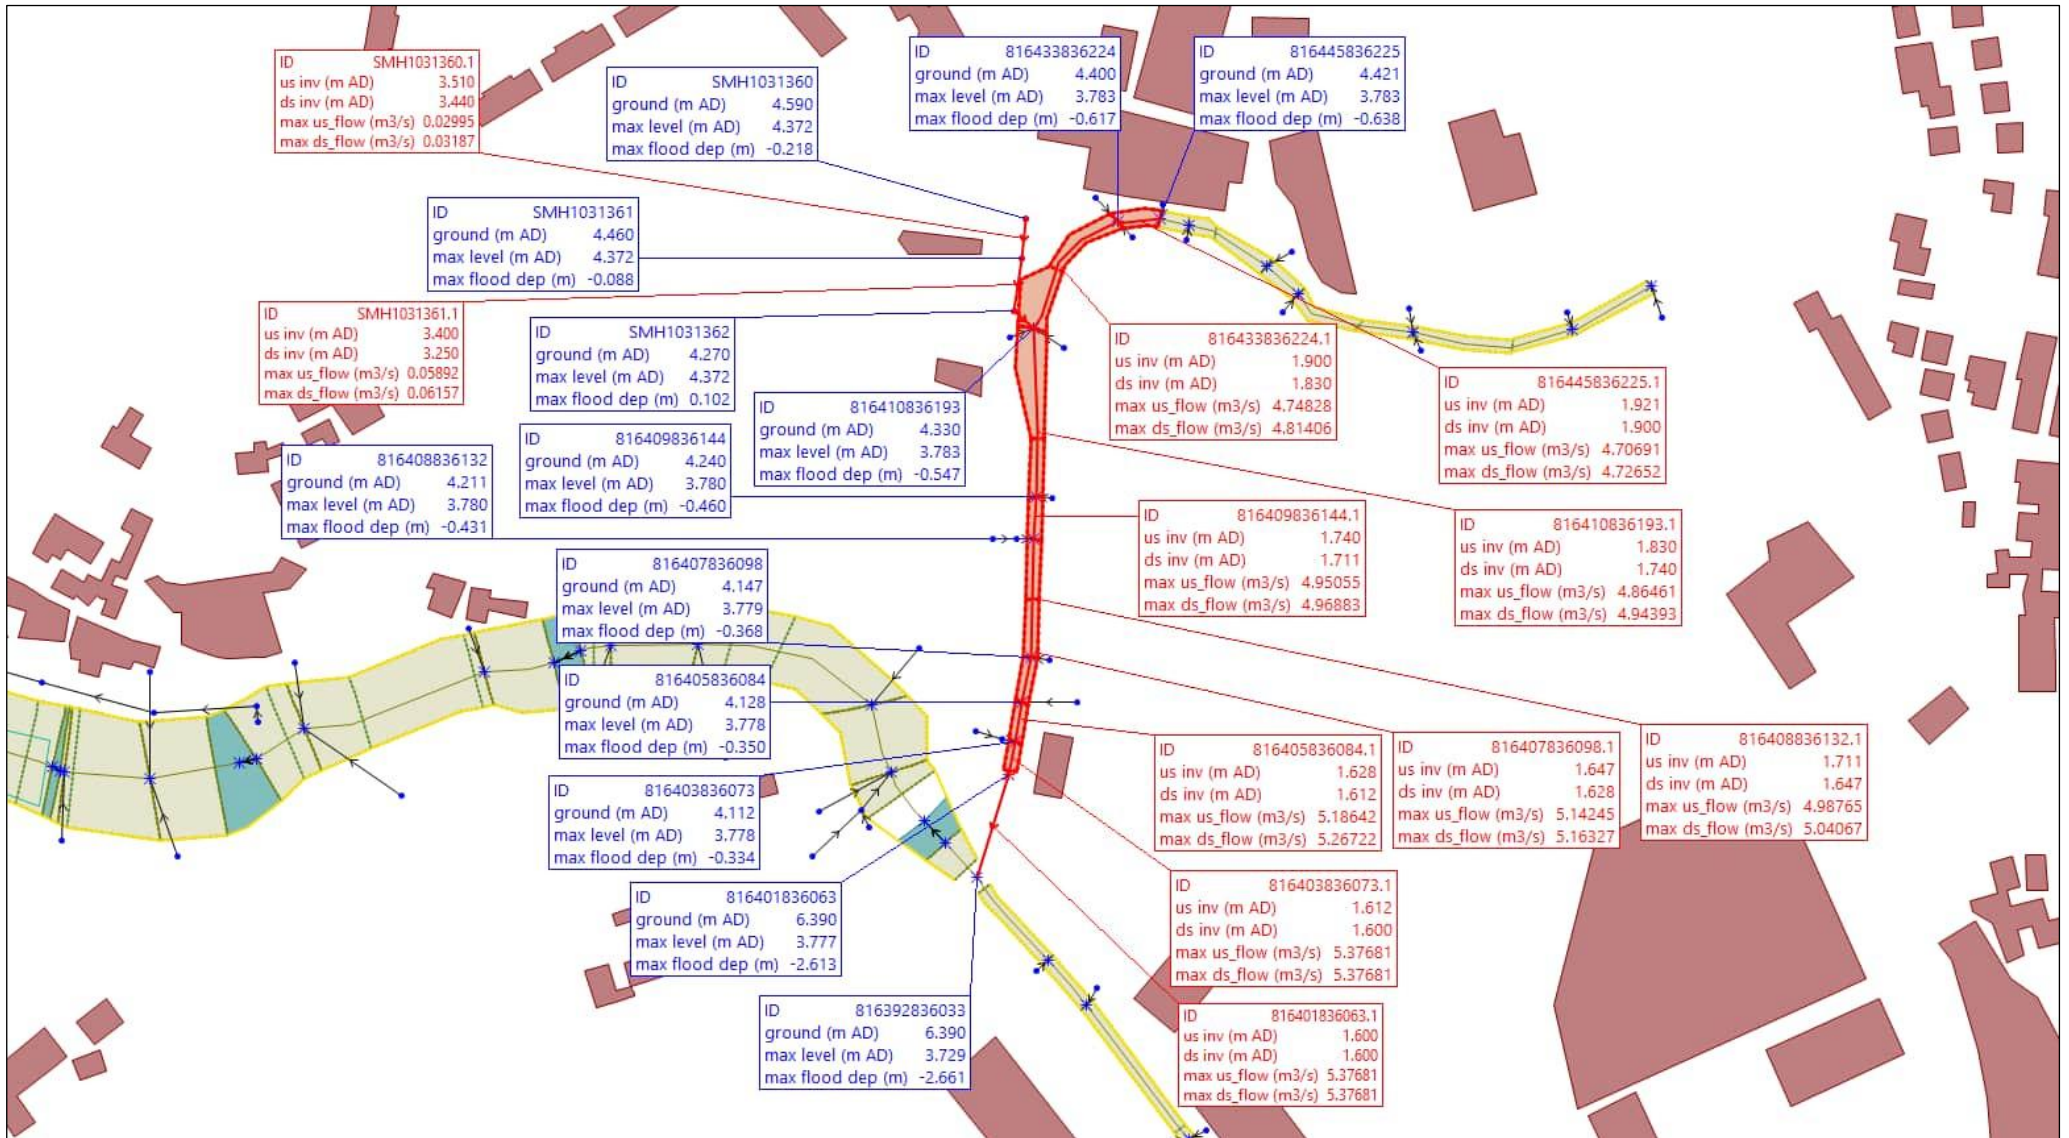 ID SMH1031360.1
us inv (m AD) 3.510
ds inv (m AD) 3.440
max us_flow (m3/s) 0.02995
max ds_flow (m3/s) 0.03187
ID SMH1031360
ground (m AD) 4.590
max level (m AD) 4.372
max flood dep (m) -0.218
ID 816433836224
ground (m AD) 4.400
max level (m AD) 3.783
max flood dep (m) -0.617
ID 816445836225
ground (m AD) 4.421
max level (m AD) 3.783
max flood dep (m) -0.638
ID SMH1031361
ground (m AD) 4.460
max level (m AD) 4.372
max flood dep (m) -0.088
ID SMH1031361.1
us inv (m AD) 3.400
ds inv (m AD) 3.250
max us_flow (m3/s) 0.05892
max ds_flow (m3/s) 0.06157
ID SMH1031362
ground (m AD) 4.270
max level (m AD) 4.372
max flood dep (m) 0.102
ID 816410836193
ground (m AD) 4.330
max level (m AD) 3.783
max flood dep (m) -0.547
ID 816433836224.1
us inv (m AD) 1.900
ds inv (m AD) 1.830
max us_flow (m3/s) 4.74828
max ds_flow (m3/s) 4.81406
ID 816445836225.1
us inv (m AD) 1.921
ds inv (m AD) 1.900
max us_flow (m3/s) 4.70691
max ds_flow (m3/s) 4.72652
ID 816408836132
ground (m AD) 4.211
max level (m AD) 3.780
max flood dep (m) -0.431
ID 816409836144
ground (m AD) 4.240
max level (m AD) 3.780
max flood dep (m) -0.460
ID 816409836144.1
us inv (m AD) 1.740
ds inv (m AD) 1.711
max us_flow (m3/s) 4.95055
max ds_flow (m3/s) 4.96883
ID 816410836193.1
us inv (m AD) 1.830
ds inv (m AD) 1.740
max us_flow (m3/s) 4.86461
max ds_flow (m3/s) 4.94393
ID 816407836098
ground (m AD) 4.147
max level (m AD) 3.779
max flood dep (m) -0.368
ID 816405836084
ground (m AD) 4.128
max level (m AD) 3.778
max flood dep (m) -0.350
ID 816403836073
ground (m AD) 4.112
max level (m AD) 3.778
max flood dep (m) -0.334
ID 816405836084.1
us inv (m AD) 1.628
ds inv (m AD) 1.612
max us_flow (m3/s) 5.18642
max ds_flow (m3/s) 5.26722
ID 816407836098.1
us inv (m AD) 1.647
ds inv (m AD) 1.628
max us_flow (m3/s) 5.14245
max ds_flow (m3/s) 5.16327
ID 816408836132.1
us inv (m AD) 1.711
ds inv (m AD) 1.647
max us_flow (m3/s) 4.98765
max ds_flow (m3/s) 5.04067
ID 816401836063
ground (m AD) 6.390
max level (m AD) 3.777
max flood dep (m) -2.613
ID 816403836073.1
us inv (m AD) 1.612
ds inv (m AD) 1.600
max us_flow (m3/s) 5.37681
max ds_flow (m3/s) 5.37681
ID 816392836033
ground (m AD) 6.390
max level (m AD) 3.729
max flood dep (m) -2.661
ID 816401836063.1
us inv (m AD) 1.600
ds inv (m AD) 1.600
max us_flow (m3/s) 5.37681
max ds_flow (m3/s) 5.37681